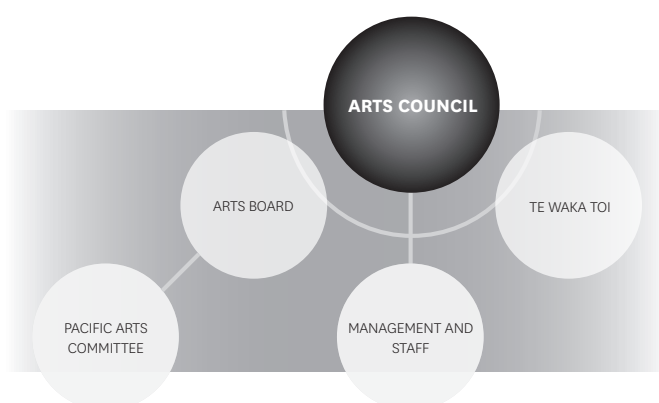 ARTS COUNCIL
ARTS BOARD
TE WAKA TOI
PACIFIC ARTS
COMMITTEE
MANAGEMENT AND
STAFF